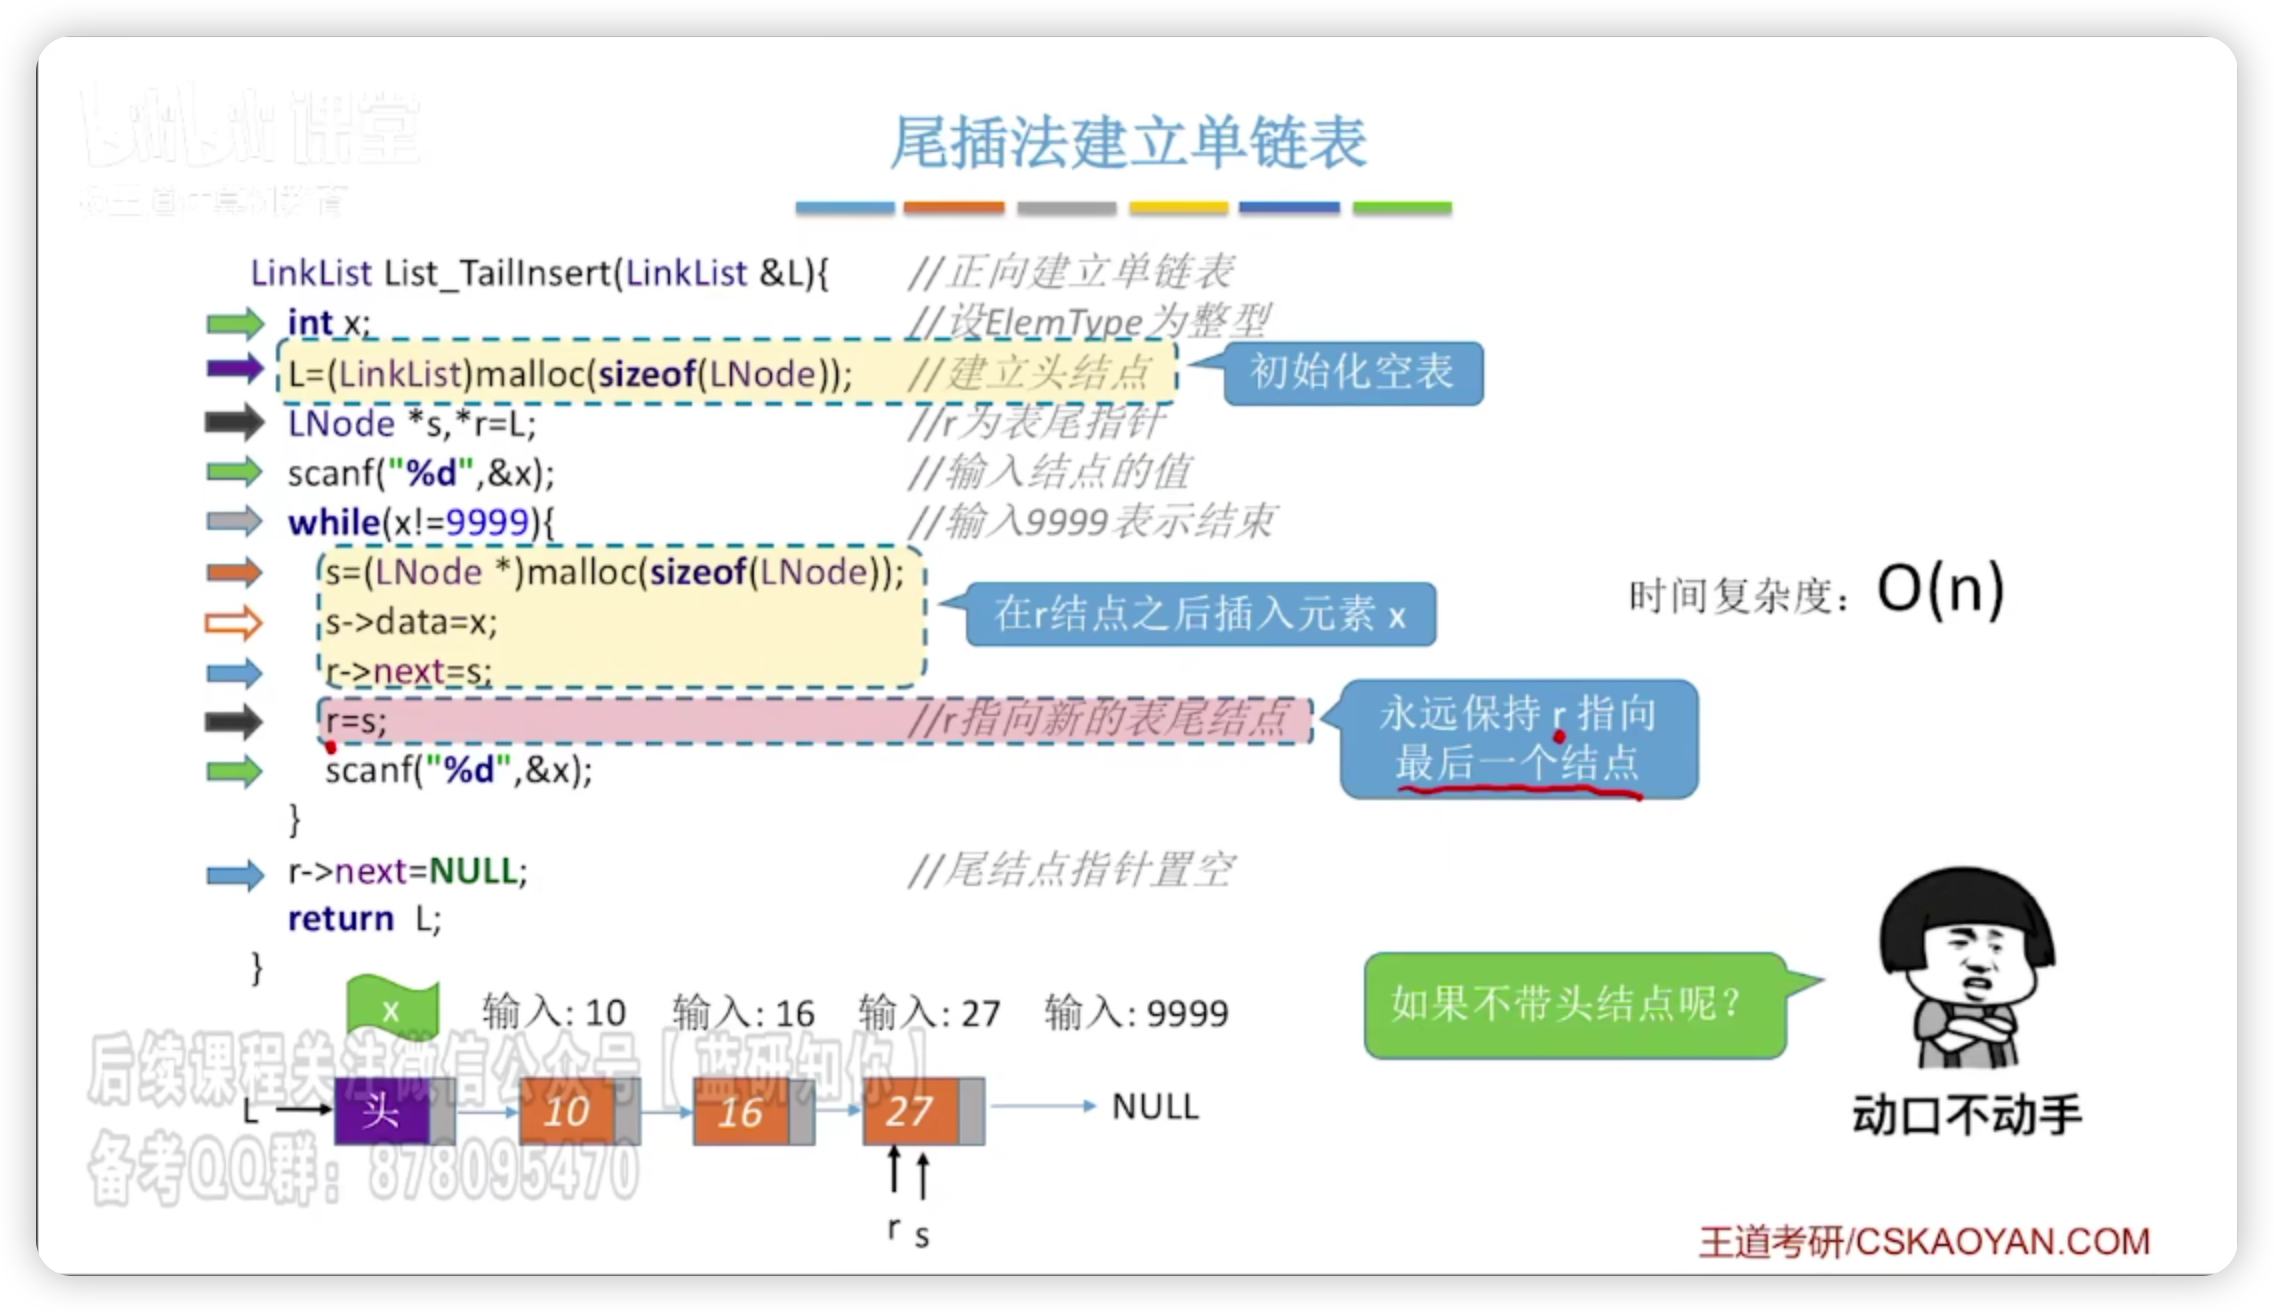 bilibili 课堂
@王道计算机教育
尾插法建立单链表
LinkList List_TailInsert(LinkList &L){ //正向建立单链表
int x; //设ElemType为整型
L=(LinkList)malloc(sizeof(LNode)); //建立头结点
初始化空表
LNode *s,*r=L; //r为表尾指针
scanf("%d",&x); //输入结点的值
while(x!=9999){ //输入9999表示结束
s=(LNode *)malloc(sizeof(LNode));
s->data=x;
r->next=s;
在r结点之后插入元素 x
时间复杂度：O(n)
r=s; //r指向新的表尾结点
永远保持 r 指向
最后一个结点
scanf("%d",&x);
}
r->next=NULL; //尾结点指针置空
return L;
}
x 输入: 10 输入: 16 输入: 27 输入: 9999
如果不带头结点呢？
后续课程关注微信公众号【蓝研知你】
L 头 10 16 27 NULL
动口不动手
备考QQ群：878095470
r s
王道考研/CSKAOYAN.COM